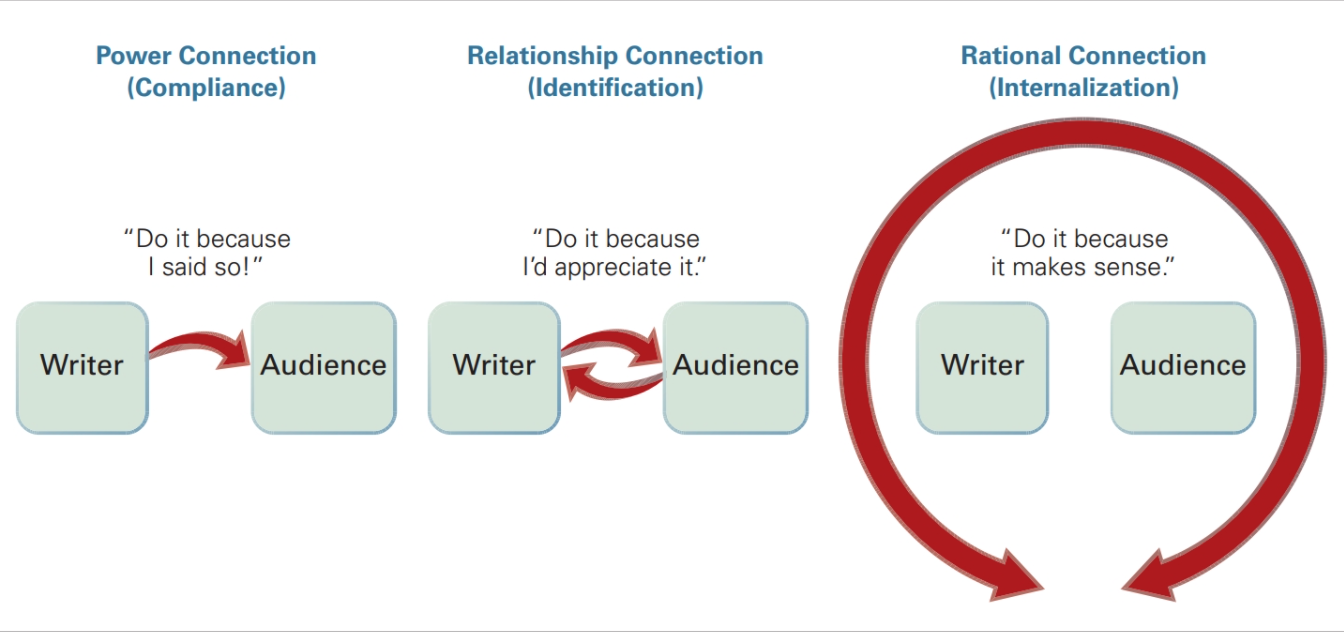 Power Connection
(Compliance)
“Do it because
I said so!”
Writer
Audience
Relationship Connection
(Identification)
“Do it because
I’d appreciate it.”
Writer
Audience
Rational Connection
(Internalization)
“Do it because
it makes sense.”
Writer
Audience